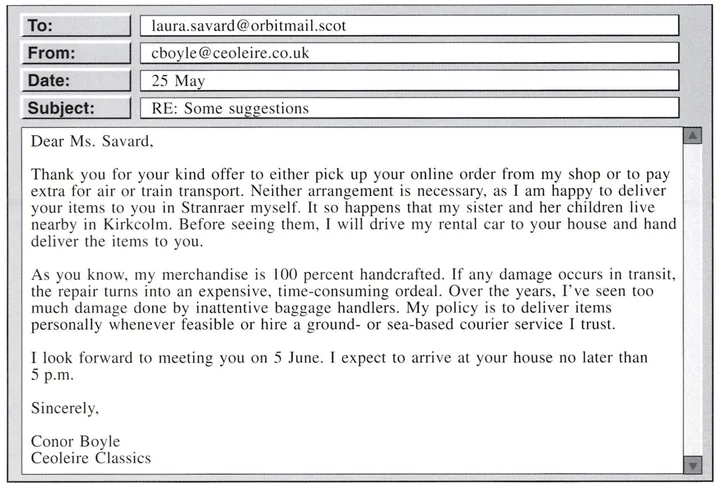 To: laura.savard@orbitmail.scot
From: cboyle@ceoleire.co.uk
Date: 25 May
Subject: RE: Some suggestions
Dear Ms. Savard,
Thank you for your kind offer to either pick up your online order from my shop or to pay
extra for air or train transport. Neither arrangement is necessary, as I am happy to deliver
your items to you in Stranraer myself. It so happens that my sister and her children live
nearby in Kirkcolm. Before seeing them, I will drive my rental car to your house and hand
deliver the items to you.
As you know, my merchandise is 100 percent handcrafted. If any damage occurs in transit,
the repair turns into an expensive, time-consuming ordeal. Over the years, I've seen too
much damage done by inattentive baggage handlers. My policy is to deliver items
personally whenever feasible or hire a ground- or sea-based courier service I trust.
I look forward to meeting you on 5 June. I expect to arrive at your house no later than
5 p.m.
Sincerely,
Conor Boyle
Ceoleire Classics